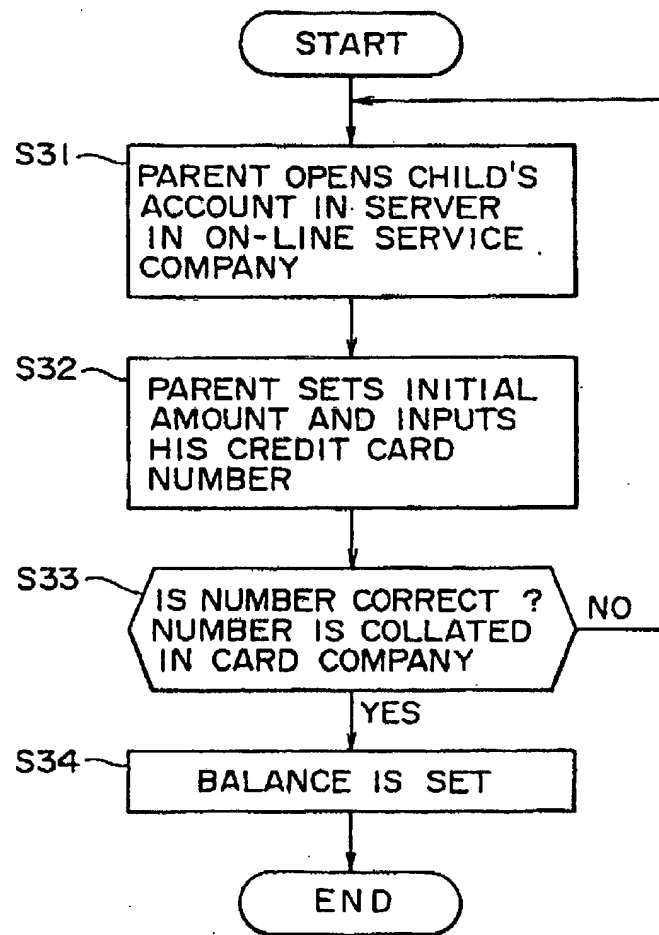 START
S31
PARENT OPENS CHILD'S
ACCOUNT IN SERVER
IN ON-LINE SERVICE
COMPANY
S32
PARENT SETS INITIAL
AMOUNT AND INPUTS
HIS CREDIT CARD
NUMBER
S33
IS NUMBER CORRECT ?
NUMBER IS COLLATED
IN CARD COMPANY
NO
YES
S34
BALANCE IS SET
END